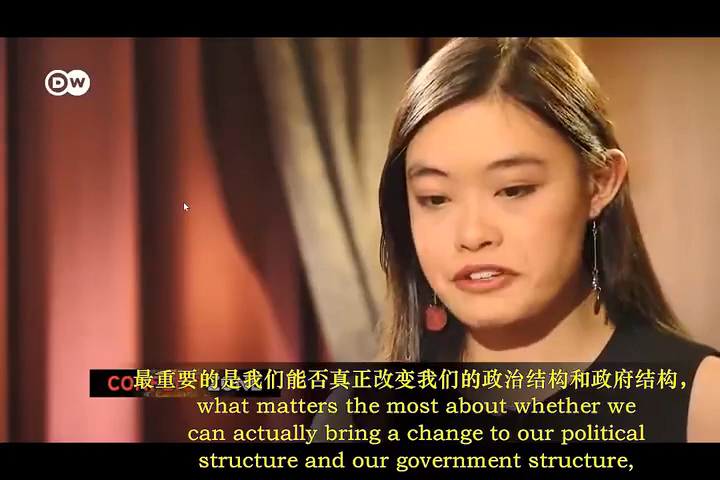 DW
CO
最重要的是我们能否真正改变我们的政治结构和政府结构，
what matters the most about whether we
can actually bring a change to our political
structure and our government structure,